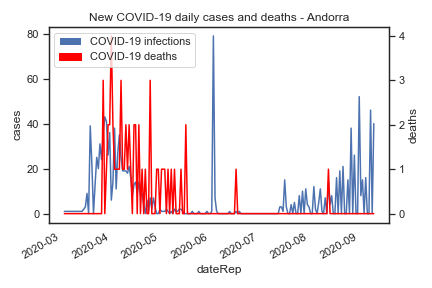 New COVID-19 daily cases and deaths - Andorra
COVID-19 infections
COVID-19 deaths
80
60
40
20
0
cases
4
3
2
1
0
deaths
2020-03
2020-04
2020-05
2020-06
2020-07
2020-08
2020-09
dateRep